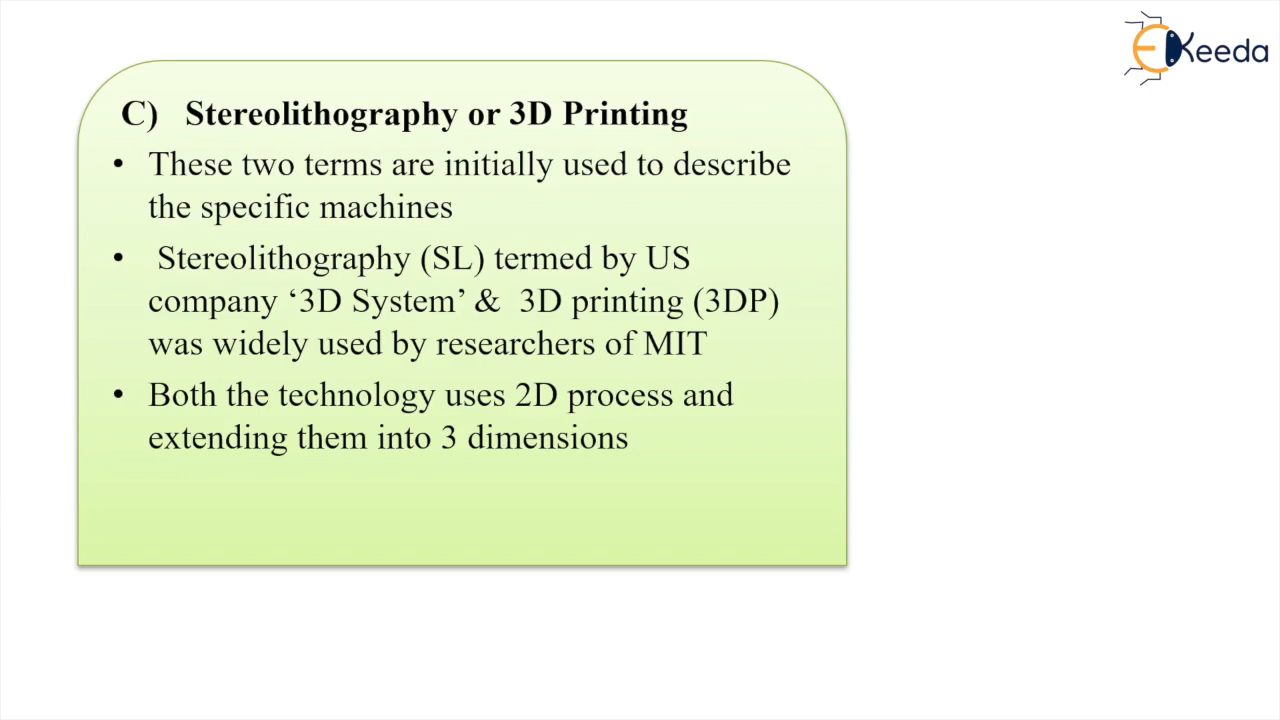 EKeeda
C) Stereolithography or 3D Printing
• These two terms are initially used to describe
the specific machines
• Stereolithography (SL) termed by US
company ‘3D System’ & 3D printing (3DP)
was widely used by researchers of MIT
• Both the technology uses 2D process and
extending them into 3 dimensions